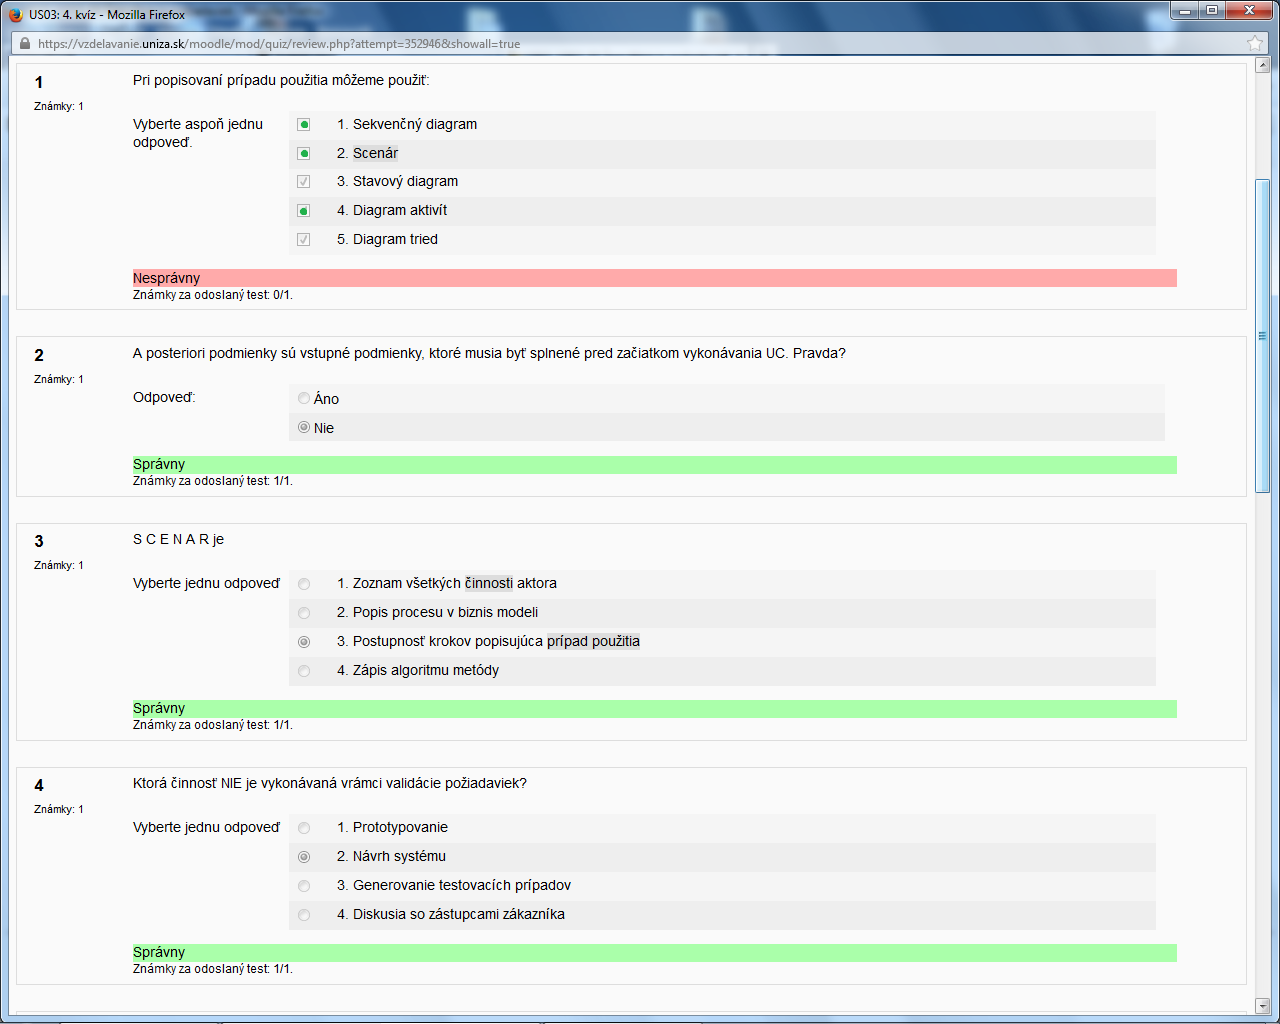 US03: 4. kvíz - Mozilla Firefox
https://vzdelavanie.uniza.sk/moodle/mod/quiz/review.php?attempt=352946&showall=true
1
Známky: 1
Pri popisovaní prípadu použitia môžeme použiť:
Vyberte aspoň jednu odpoveď.
1. Sekvenčný diagram
2. Scenár
3. Stavový diagram
4. Diagram aktivít
5. Diagram tried
Nesprávny
Známky za odoslaný test: 0/1.
2
Známky: 1
A posteriori podmienky sú vstupné podmienky, ktoré musia byť splnené pred začiatkom vykonávania UC. Pravda?
Odpoveď:
Áno
Nie
Správny
Známky za odoslaný test: 1/1.
3
Známky: 1
S C E N A R je
Vyberte jednu odpoveď
1. Zoznam všetkých činnosti aktora
2. Popis procesu v biznis modeli
3. Postupnosť krokov popisujúca prípad použitia
4. Zápis algoritmu metódy
Správny
Známky za odoslaný test: 1/1.
4
Známky: 1
Ktorá činnosť NIE je vykonávaná vrámci validácie požiadaviek?
Vyberte jednu odpoveď
1. Prototypovanie
2. Návrh systému
3. Generovanie testovacích prípadov
4. Diskusia so zástupcami zákazníka
Správny
Známky za odoslaný test: 1/1.